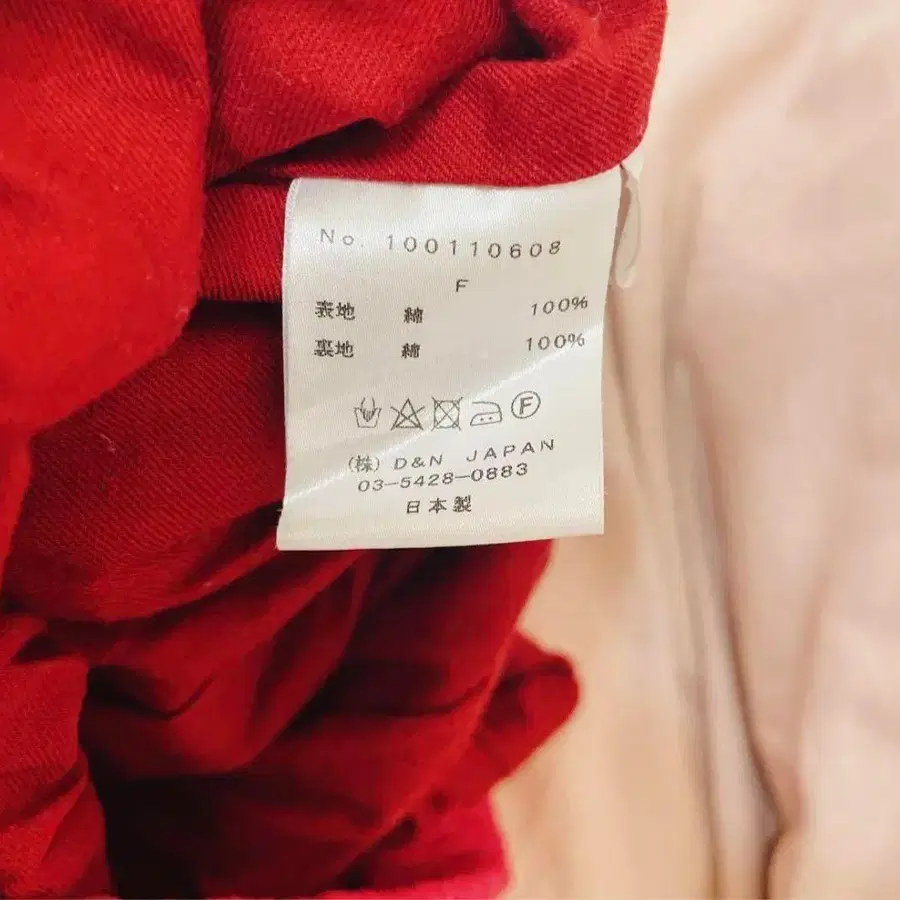 No. 100110608
F
表地 綿 100%
裏地 綿 100%
F
(株) D&N JAPAN
03-5428-0883
日本製